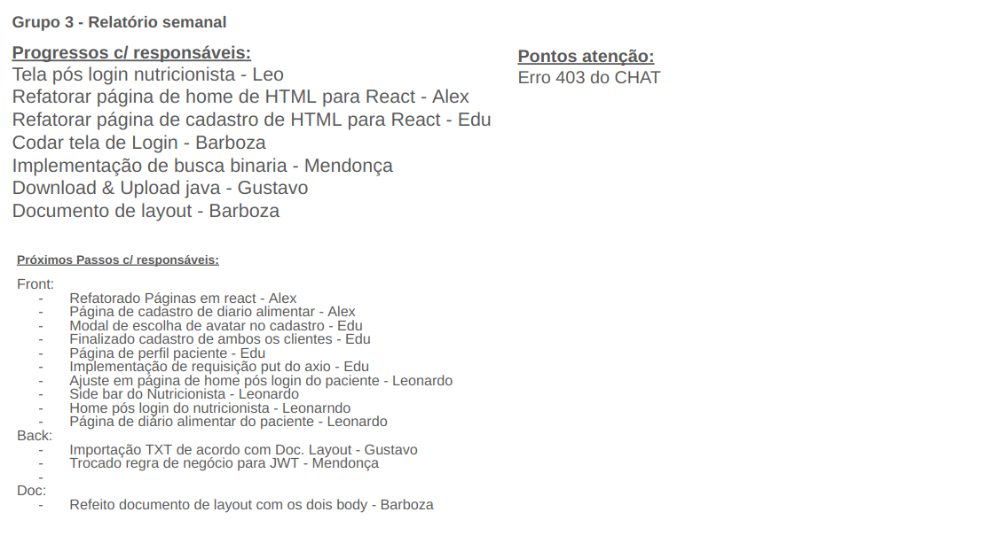 Grupo 3 - Relatório semanal
Progressos c/ responsáveis:
Tela pós login nutricionista - Leo
Refatorar página de home de HTML para React - Alex
Refatorar página de cadastro de HTML para React - Edu
Codar tela de Login - Barboza
Implementação de busca binaria - Mendonça
Download & Upload java - Gustavo
Documento de layout - Barboza
Pontos atenção:
Erro 403 do CHAT
Próximos Passos c/ responsáveis:
Front:
- Refatorado Páginas em react - Alex
- Página de cadastro de diario alimentar - Alex
- Modal de escolha de avatar no cadastro - Edu
- Finalizado cadastro de ambos os clientes - Edu
- Página de perfil paciente - Edu
- Implementação de requisição put do axio - Edu
- Ajuste em página de home pós login do paciente - Leonardo
- Side bar do Nutricionista - Leonardo
- Home pós login do nutricionista - Leonarndo
- Página de diário alimentar do paciente - Leonardo
Back:
- Importação TXT de acordo com Doc. Layout - Gustavo
- Trocado regra de negócio para JWT - Mendonça
-
Doc:
- Refeito documento de layout com os dois body - Barboza